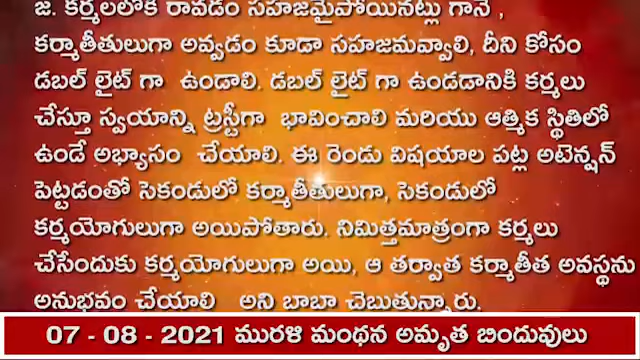 జ. కర్మలలోకి రావడం సహజమైపోయినట్లు గానే ,
కర్మాతీతులుగా అవ్వడం కూడా సహజమవ్వాలి, దీని కోసం
డబల్ లైట్ గా ఉండాలి. డబల్ లైట్ గా ఉండడానికి కర్మలు
చేస్తూ స్వయాన్ని ట్రస్టీగా భావించాలి మరియు ఆత్మిక స్థితిలో
ఉండే అభ్యాసం చేయాలి. ఈ రెండు విషయాల పట్ల అటెన్షన్
పెట్టడంతో సెకండులో కర్మాతీతులుగా, సెకండులో
కర్మయోగులుగా అయిపోతారు. నిమిత్తమాత్రంగా కర్మలు
చేసేందుకు కర్మయోగులుగా అయి, ఆ తర్వాత కర్మాతీత అవస్థను
అనుభవం చేయాలి అని బాబా చెబుతున్నారు.
07 - 08 - 2021 మురళి మంథన అమృత బిందువులు